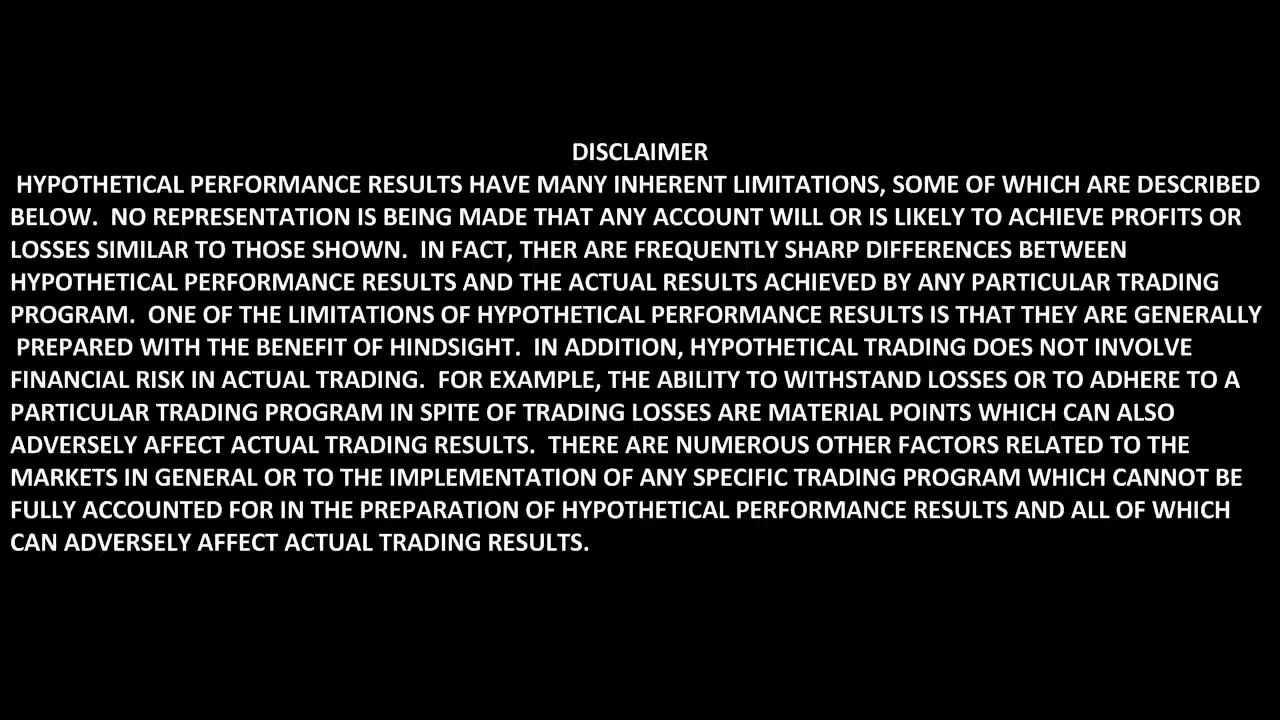 DISCLAIMER
HYPOTHETICAL PERFORMANCE RESULTS HAVE MANY INHERENT LIMITATIONS, SOME OF WHICH ARE DESCRIBED
BELOW.  NO REPRESENTATION IS BEING MADE THAT ANY ACCOUNT WILL OR IS LIKELY TO ACHIEVE PROFITS OR
LOSSES SIMILAR TO THOSE SHOWN.  IN FACT, THER ARE FREQUENTLY SHARP DIFFERENCES BETWEEN
HYPOTHETICAL PERFORMANCE RESULTS AND THE ACTUAL RESULTS ACHIEVED BY ANY PARTICULAR TRADING
PROGRAM.  ONE OF THE LIMITATIONS OF HYPOTHETICAL PERFORMANCE RESULTS IS THAT THEY ARE GENERALLY
PREPARED WITH THE BENEFIT OF HINDSIGHT.  IN ADDITION, HYPOTHETICAL TRADING DOES NOT INVOLVE
FINANCIAL RISK IN ACTUAL TRADING.  FOR EXAMPLE, THE ABILITY TO WITHSTAND LOSSES OR TO ADHERE TO A
PARTICULAR TRADING PROGRAM IN SPITE OF TRADING LOSSES ARE MATERIAL POINTS WHICH CAN ALSO
ADVERSELY AFFECT ACTUAL TRADING RESULTS.  THERE ARE NUMEROUS OTHER FACTORS RELATED TO THE
MARKETS IN GENERAL OR TO THE IMPLEMENTATION OF ANY SPECIFIC TRADING PROGRAM WHICH CANNOT BE
FULLY ACCOUNTED FOR IN THE PREPARATION OF HYPOTHETICAL PERFORMANCE RESULTS AND ALL OF WHICH
CAN ADVERSELY AFFECT ACTUAL TRADING RESULTS.